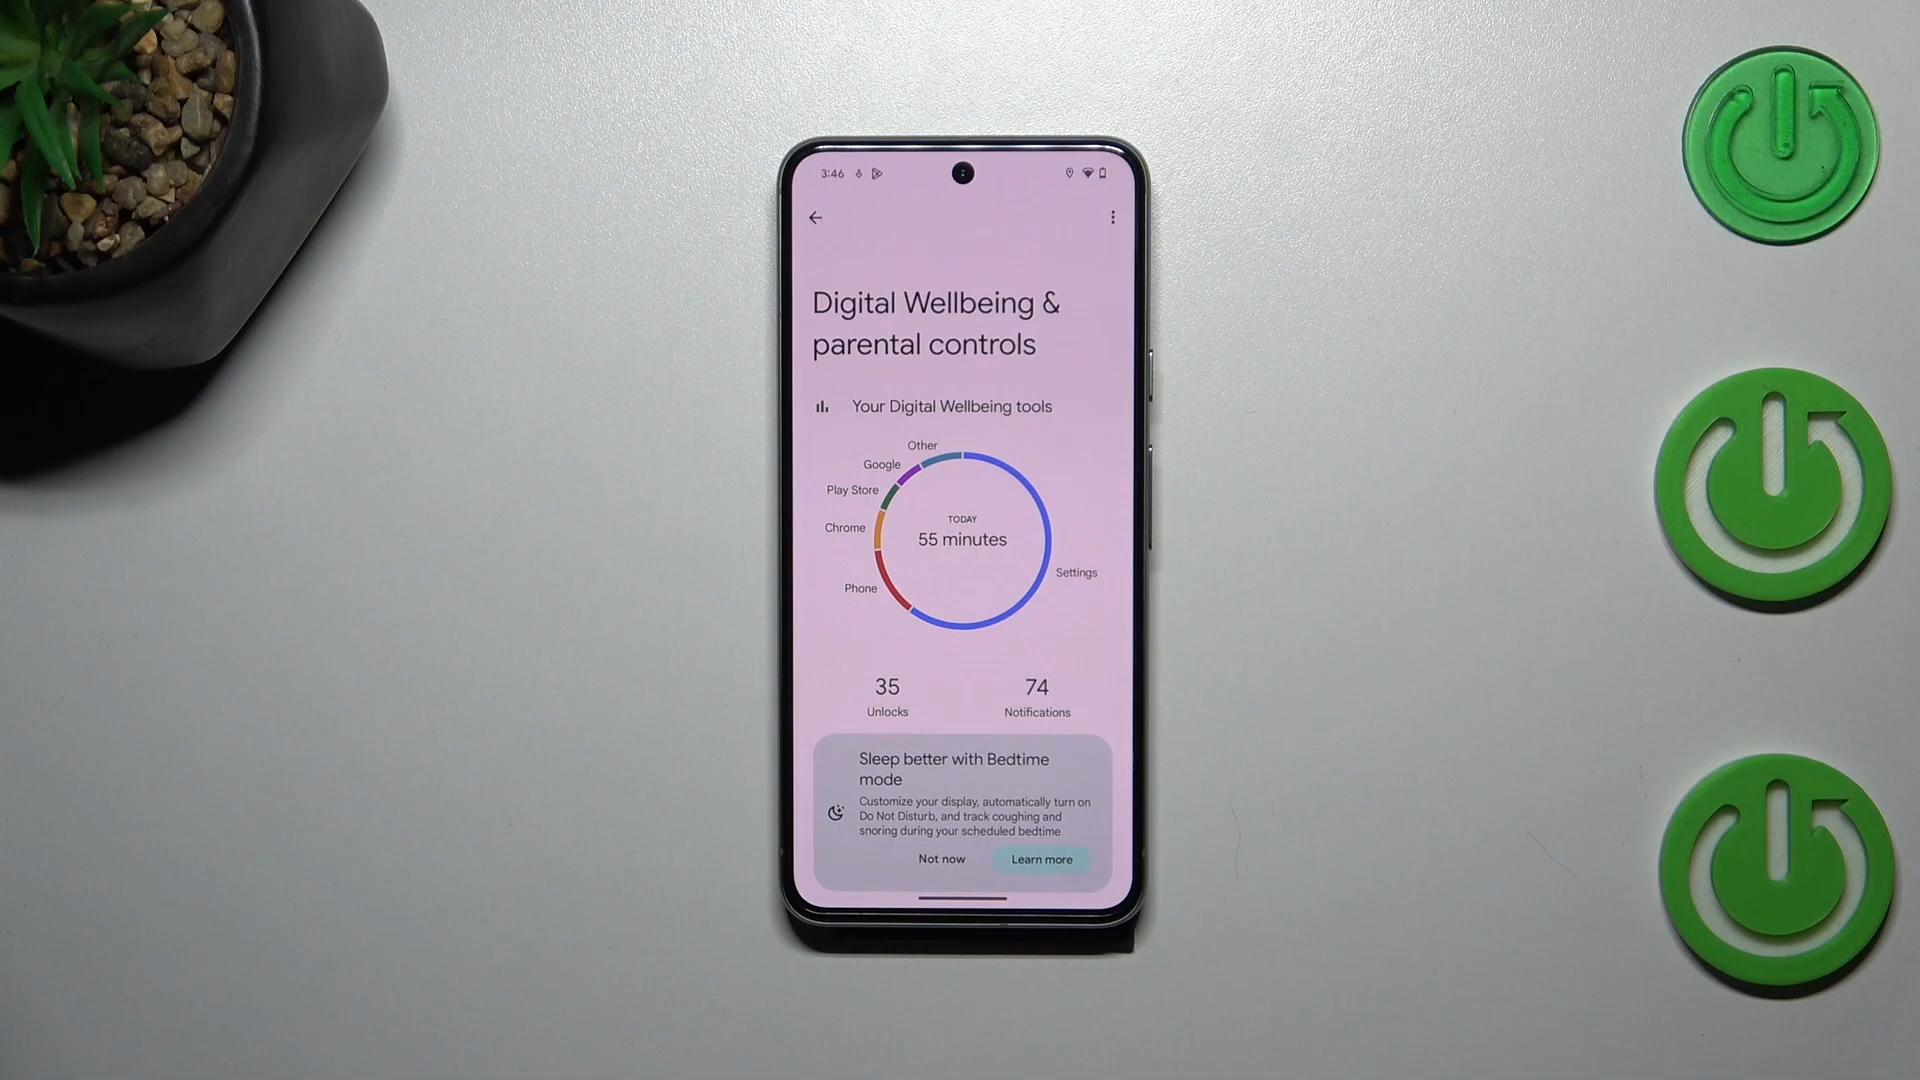 3:46
Digital Wellbeing &
parental controls
Your Digital Wellbeing tools
Other
Google
Play Store
Chrome
Phone
Settings
TODAY
55 minutes
35
Unlocks
74
Notifications
Sleep better with Bedtime
mode
Customize your display, automatically turn on
Do Not Disturb, and track coughing and
snoring during your scheduled bedtime
Not now
Learn more